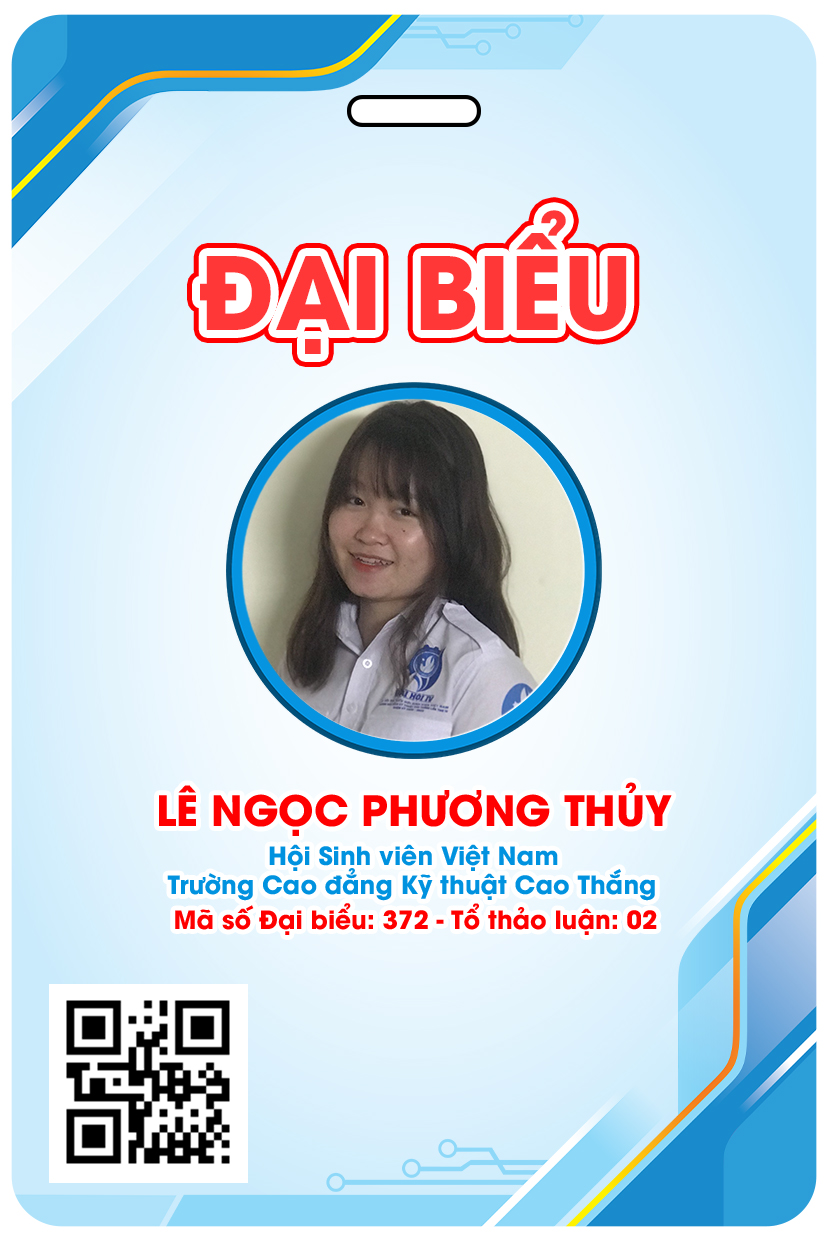 ĐẠI BIỂU
LÊ NGỌC PHƯƠNG THỦY
Hội Sinh viên Việt Nam
Trường Cao đẳng Kỹ thuật Cao Thắng
Mã số Đại biểu: 372 - Tổ thảo luận: 02